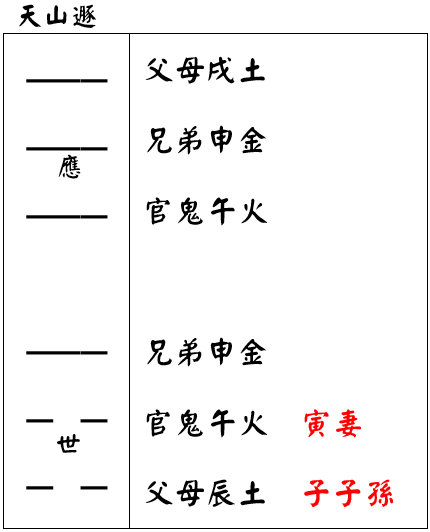 天山遯
父母戌土
兄弟申金
應
官鬼午火
兄弟申金
官鬼午火 寅妻
世
父母辰土 子子孫